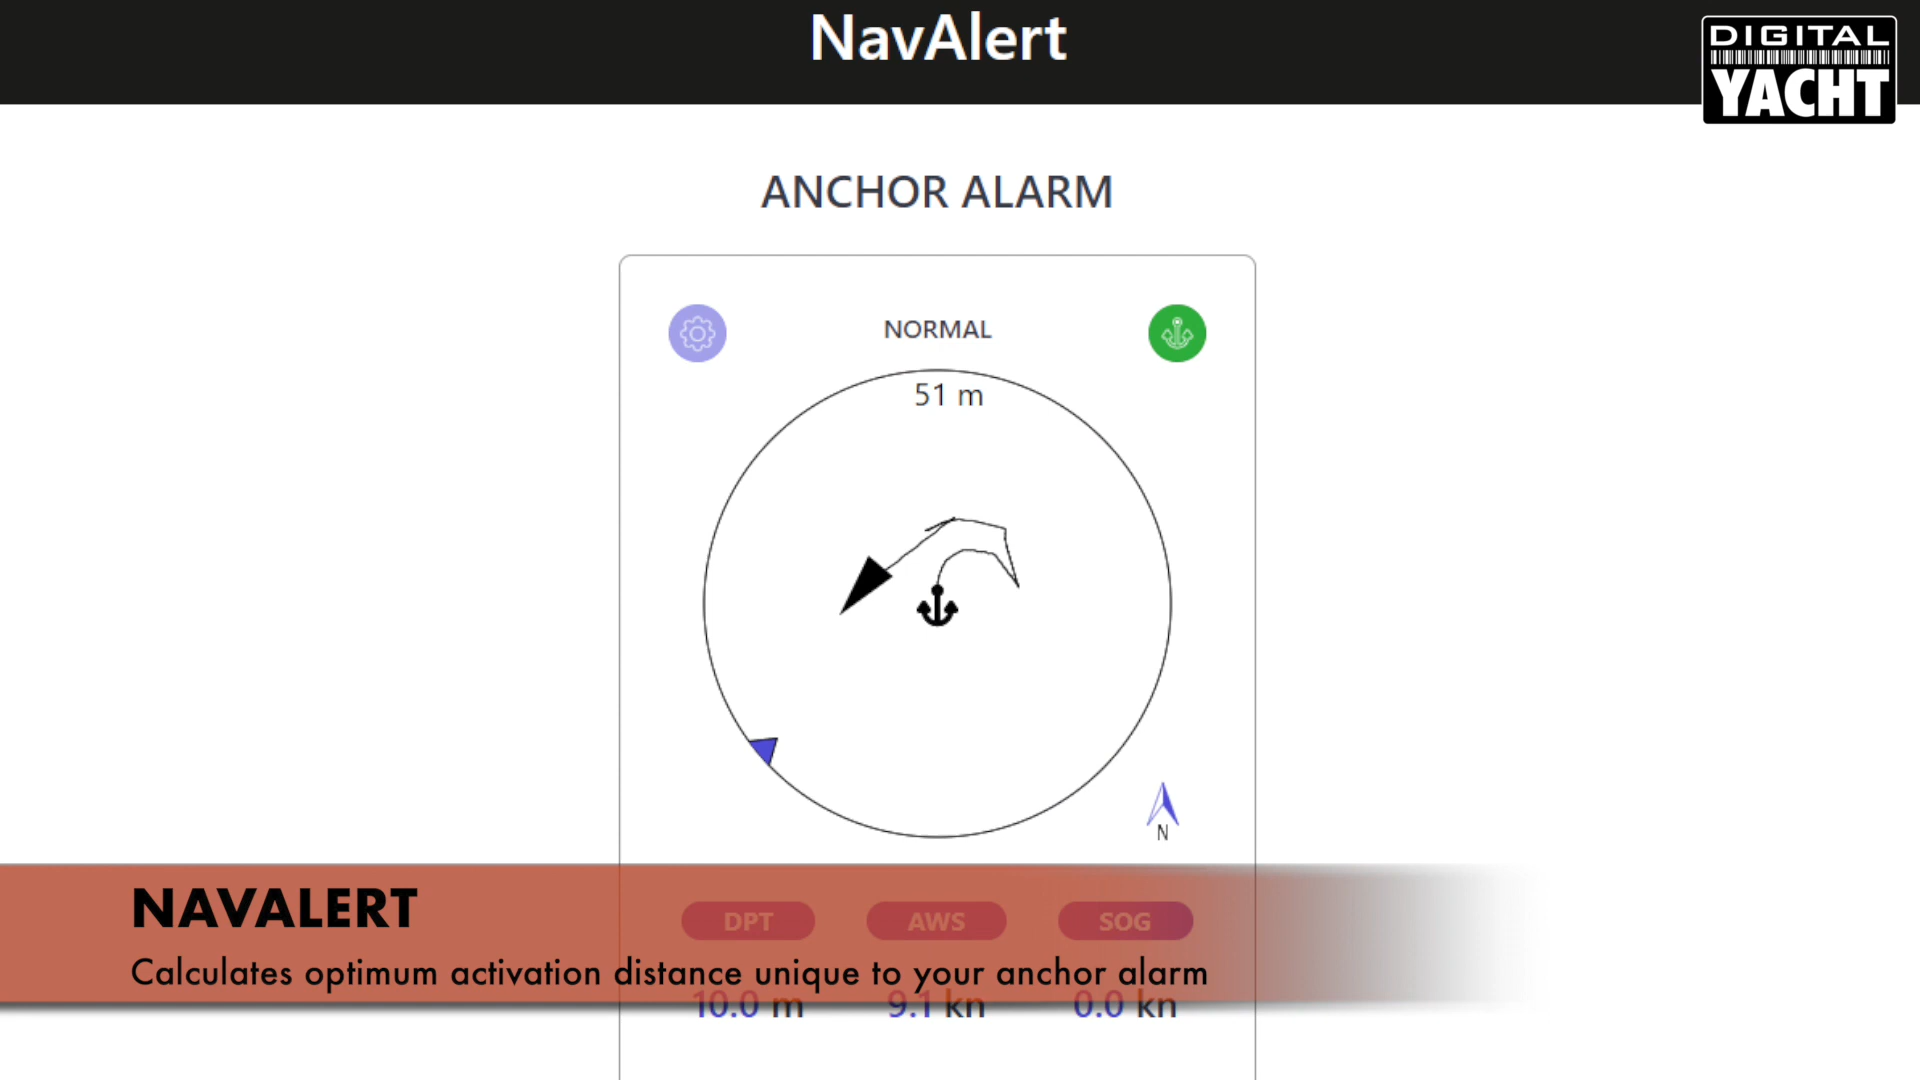 NavAlert
DIGITAL
YACHT
ANCHOR ALARM
NORMAL
51 m
N
NAVALERT
DPT AWS SOG
Calculates optimum activation distance unique to your anchor alarm
10.0 m 9.1 kn 0.0 kn